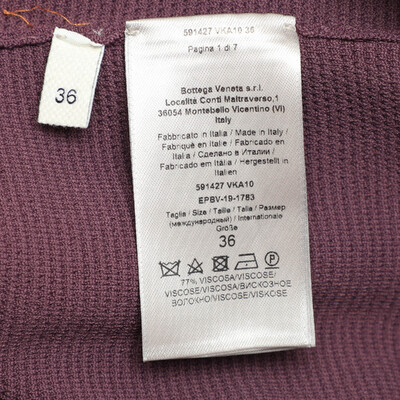 36
591427 VKA10 36
Pagina 1 di 7
Bottega Veneta s.r.l.
Località Conti Maltraverso,1
36054 Montebello Vicentino (VI)
Italy
Fabbricato in Italia / Made in Italy /
Fabriqué en Italie / Fabricado en
Italia / Сделано в Италии /
Fabricado em Itália / Hergestellt in
Italien
591427 VKA10
EPBV-19-1783
Taglia / Size / Taille / Talla / Размер
(международный) / Internationale
Größe
36
77% VISCOSA/VISCOSE/
VISCOSE/VISCOSA/ВИСКОЗНОЕ
ВОЛОКНО/VISCOSE/VISKOSE